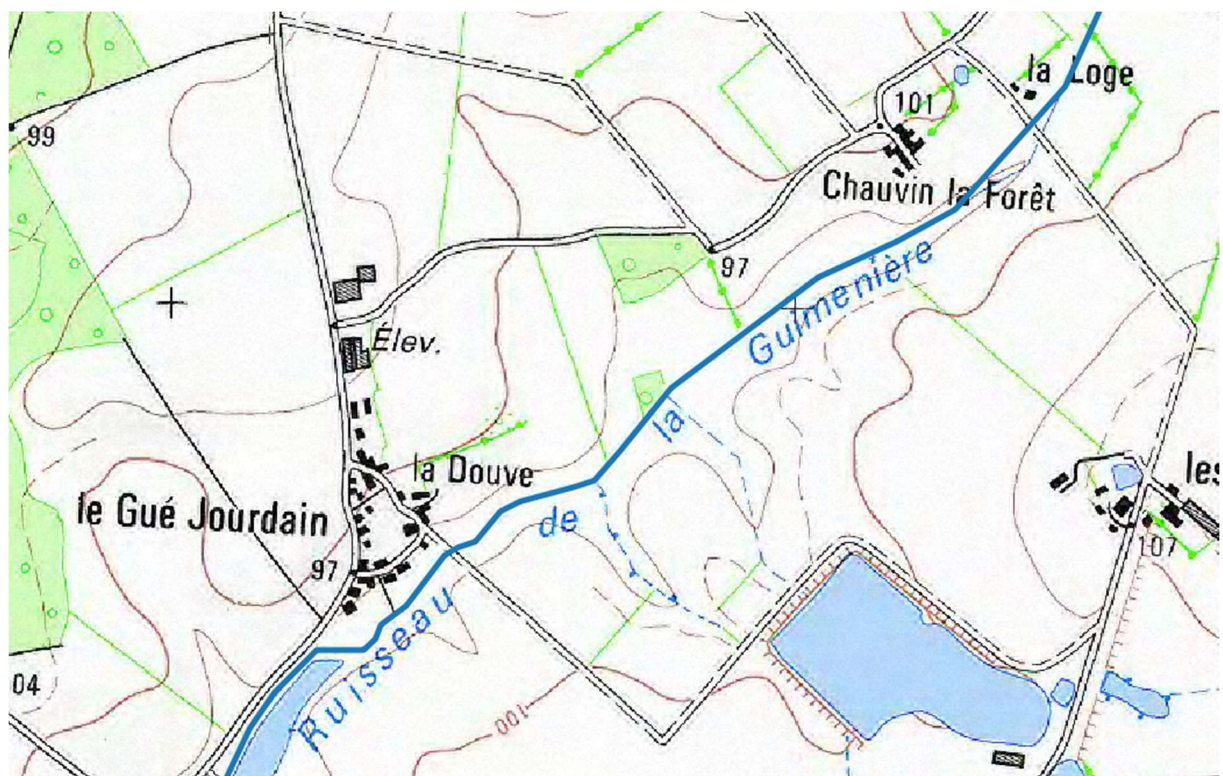 la Loge
101
99
Chauvin la Forêt
97
Guimenière
Élev.
la
la Douve
les
le Gué Jourdain
de
107
97
Ruisseau
04
100